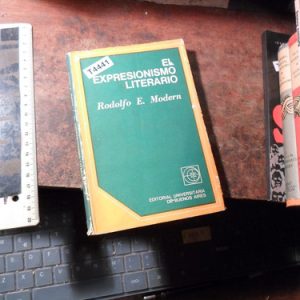 T4441
EL
EXPRESIONISMO
LITERARIO
Rodolfo E. Modern
EDITORIAL UNIVERSITARIA
DE BUENOS AIRES